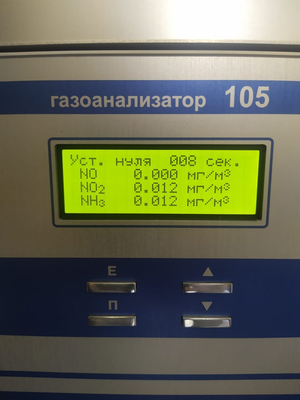 газоанализатор 105
Уст. нуля 008 сек.
NO 0.000 мг/м³
NO₂ 0.012 мг/м³
NH₃ 0.012 мг/м³
Е ▲
П ▼